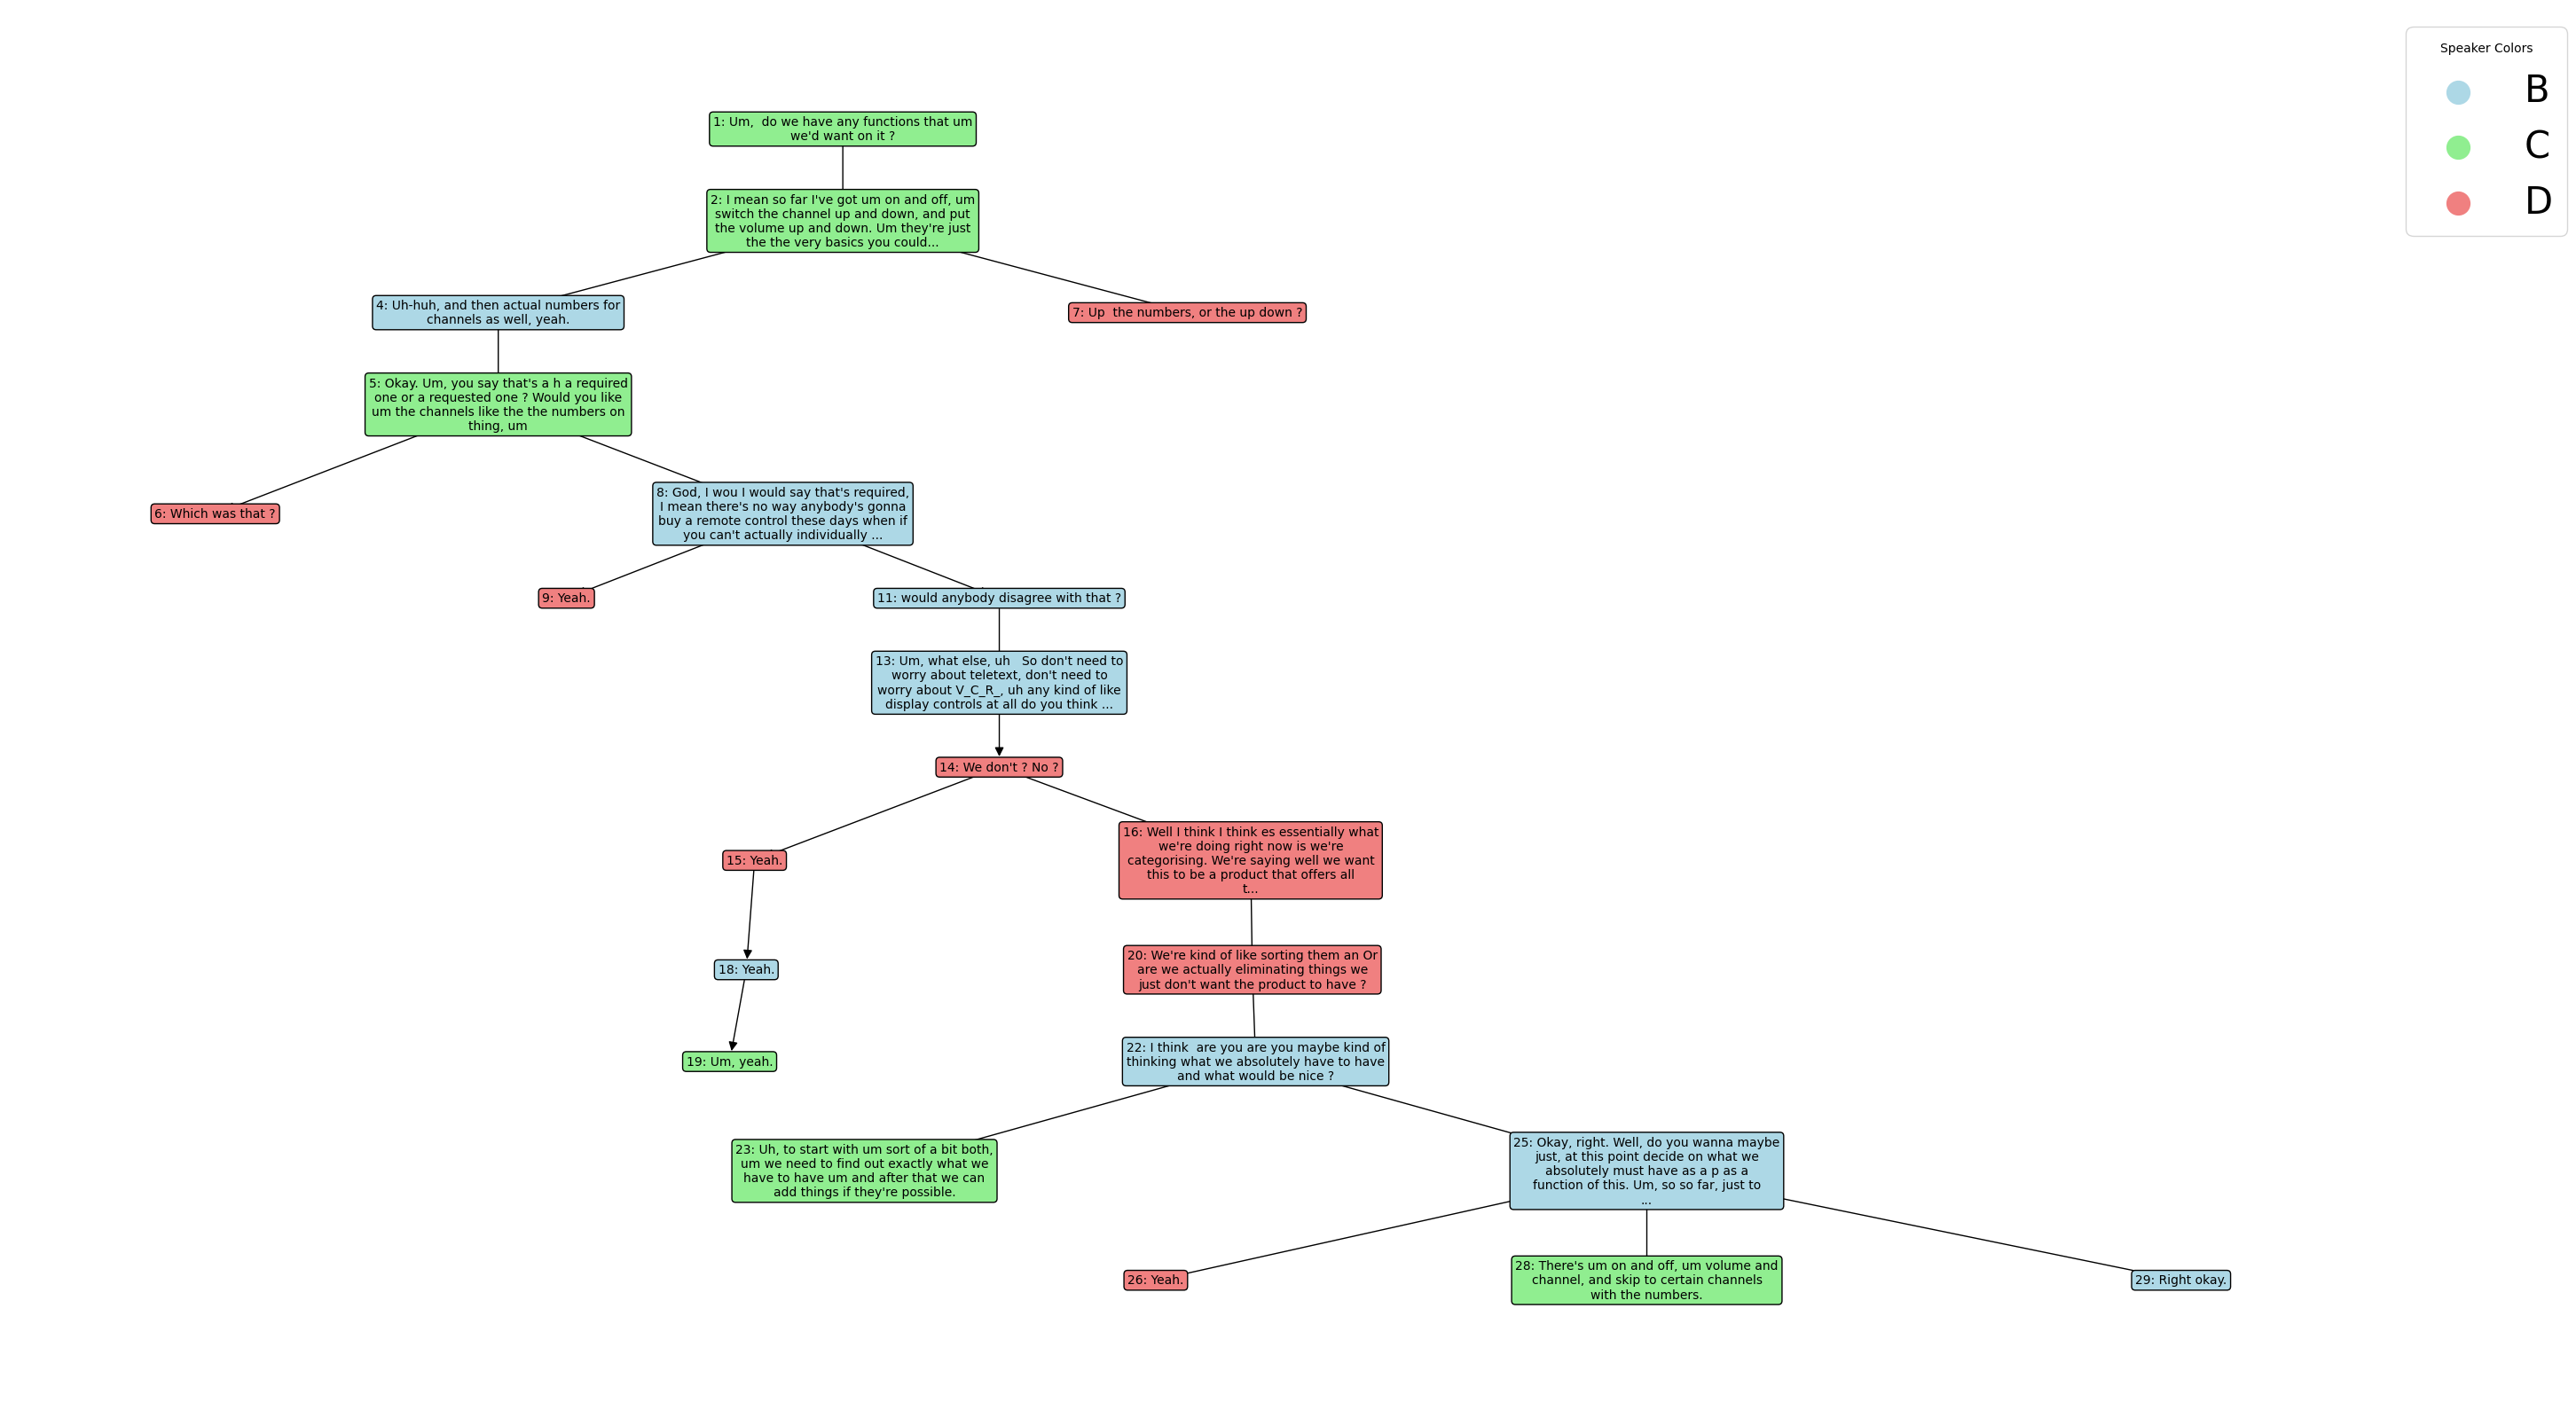 Speaker Colors
B
C
D
1: Um,  do we have any functions that um
we'd want on it ?
2: I mean so far I've got um on and off, um
switch the channel up and down, and put
the volume up and down. Um they're just
the the very basics you could...
4: Uh-huh, and then actual numbers for
channels as well, yeah.
7: Up  the numbers, or the up down ?
5: Okay. Um, you say that's a h a required
one or a requested one ? Would you like
um the channels like the the numbers on
thing, um
6: Which was that ?
8: God, I wou I would say that's required,
I mean there's no way anybody's gonna
buy a remote control these days when if
you can't actually individually ...
9: Yeah.
11: would anybody disagree with that ?
13: Um, what else, uh   So don't need to
worry about teletext, don't need to
worry about V_C_R_, uh any kind of like
display controls at all do you think ...
14: We don't ? No ?
15: Yeah.
16: Well I think I think es essentially what
we're doing right now is we're
categorising. We're saying well we want
this to be a product that offers all
t...
18: Yeah.
20: We're kind of like sorting them an Or
are we actually eliminating things we
just don't want the product to have ?
19: Um, yeah.
22: I think  are you are you maybe kind of
thinking what we absolutely have to have
and what would be nice ?
23: Uh, to start with um sort of a bit both,
um we need to find out exactly what we
have to have um and after that we can
add things if they're possible.
25: Okay, right. Well, do you wanna maybe
just, at this point decide on what we
absolutely must have as a p as a
function of this. Um, so so far, just to
...
26: Yeah.
28: There's um on and off, um volume and
channel, and skip to certain channels
with the numbers.
29: Right okay.